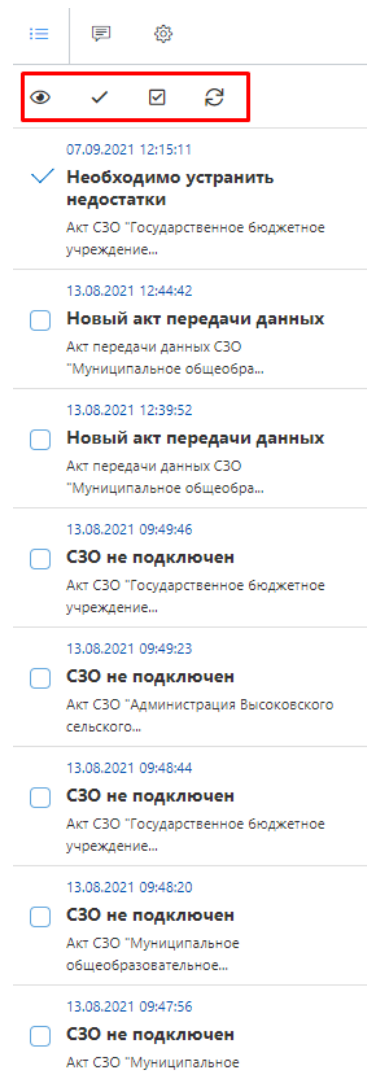 07.09.2021 12:15:11
Необходимо устранить
недостатки
Акт СЗО "Государственное бюджетное
учреждение...
13.08.2021 12:44:42
Новый акт передачи данных
Акт передачи данных СЗО
"Муниципальное общеобра...
13.08.2021 12:39:52
Новый акт передачи данных
Акт передачи данных СЗО
"Муниципальное общеобра...
13.08.2021 09:49:46
СЗО не подключен
Акт СЗО "Государственное бюджетное
учреждение...
13.08.2021 09:49:23
СЗО не подключен
Акт СЗО "Администрация Высоковского
сельского...
13.08.2021 09:48:44
СЗО не подключен
Акт СЗО "Государственное бюджетное
учреждение...
13.08.2021 09:48:20
СЗО не подключен
Акт СЗО "Муниципальное
общеобразовательное...
13.08.2021 09:47:56
СЗО не подключен
Акт СЗО "Муниципальное